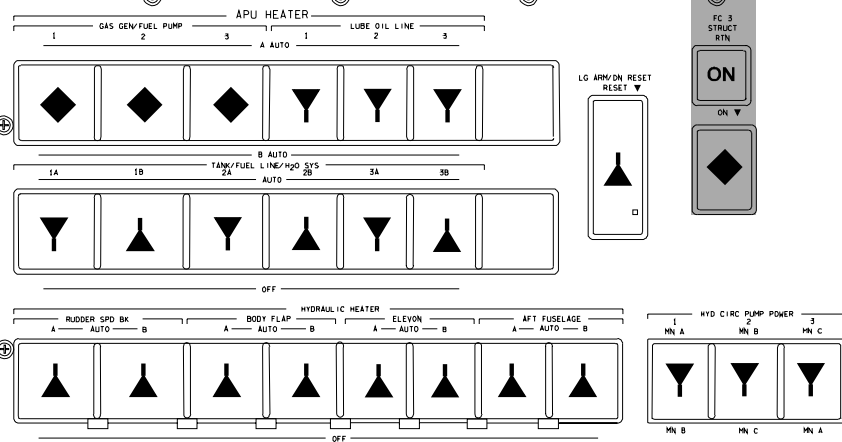 APU HEATER
GAS GEN/FUEL PUMP LUBE OIL LINE
1 2 3 1 2 3
A AUTO
B AUTO
TANK/FUEL LINE/H2O SYS
1A 1B 2A 2B 3A 3B
AUTO
OFF
HYDRAULIC HEATER
RUDDER SPD BK BODY FLAP ELEVON AFT FUSELAGE
A AUTO B A AUTO B A AUTO B A AUTO B
OFF
LG ARM/DN RESET
RESET ▼
FC 3
STRUCT
RTN
ON
ON ▼
HYD CIRC PUMP POWER
1 2 3
MN A MN B MN C
MN B MN C MN A